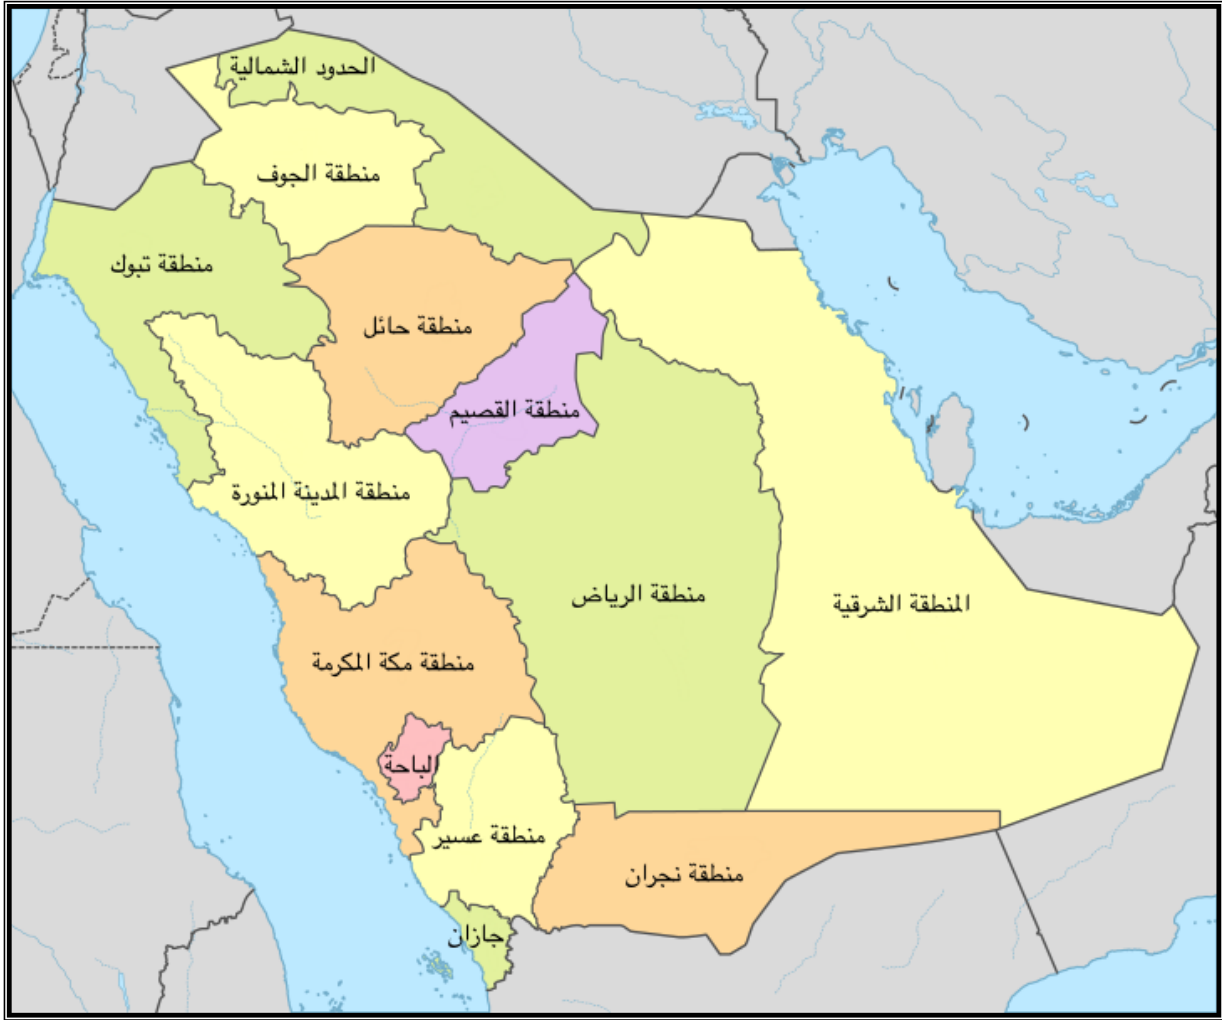 الحدود الشمالية
منطقة الجوف
منطقة تبوك
منطقة حائل
منطقة القصيم
منطقة المدينة المنورة
منطقة الرياض
المنطقة الشرقية
منطقة مكة المكرمة
الباحة
منطقة عسير
منطقة نجران
جازان